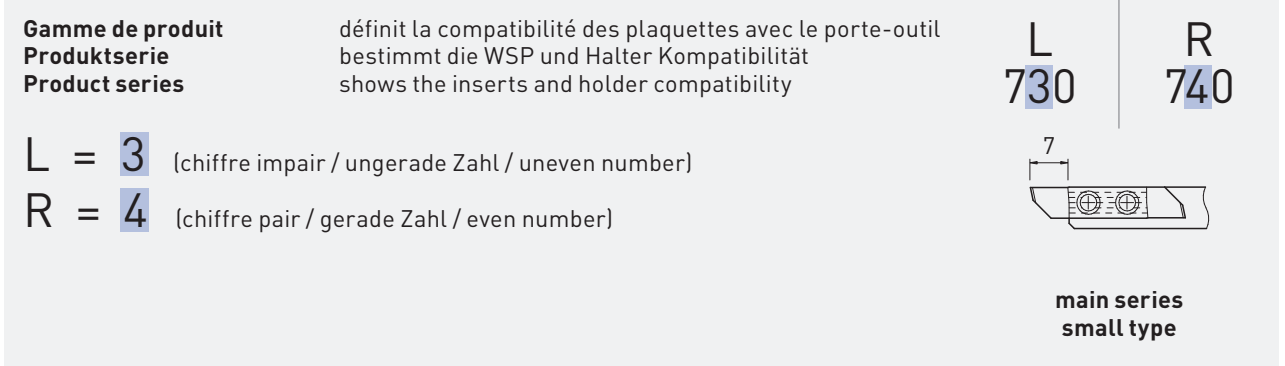 Gamme de produit définit la compatibilité des plaquettes avec le porte-outil
Produktserie bestimmt die WSP und Halter Kompatibilität
Product series shows the inserts and holder compatibility
L R
730 740
L = 3 (chiffre impair / ungerade Zahl / uneven number)
R = 4 (chiffre pair / gerade Zahl / even number)
7
main series
small type